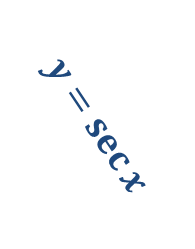 y = sec x